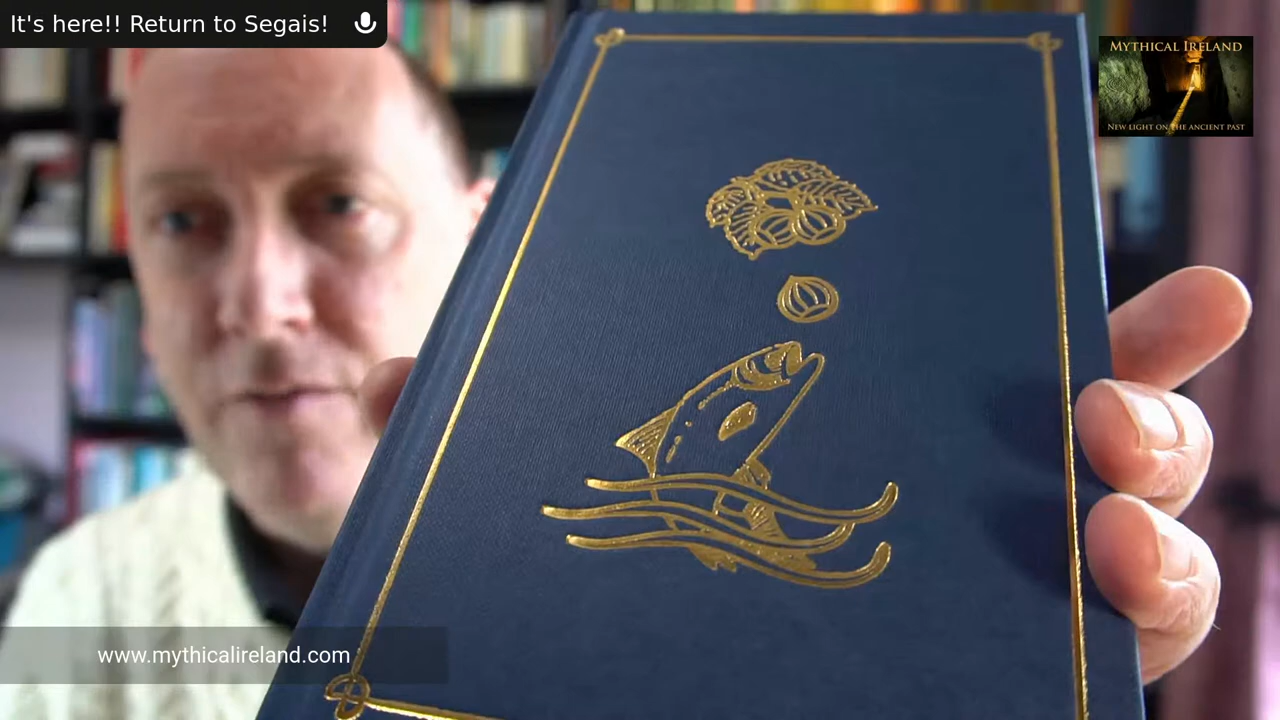 It's here!! Return to Segais!
MYTHICAL IRELAND
NEW LIGHT ON THE ANCIENT PAST
www.mythicalireland.com